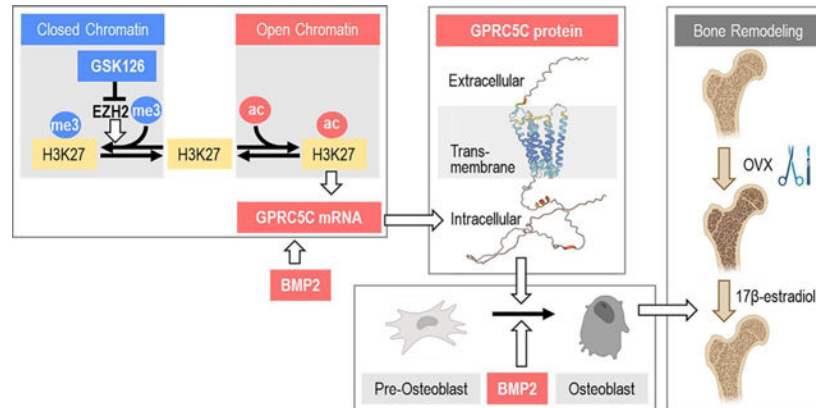 Closed Chromatin
Open Chromatin
GSK126
EZH2
me3
me3
ac
ac
H3K27
H3K27
H3K27
GPRC5C mRNA
BMP2
GPRC5C protein
Extracellular
Trans-
membrane
Intracellular
Pre-Osteoblast
BMP2
Osteoblast
Bone Remodeling
OVX
17β-estradiol